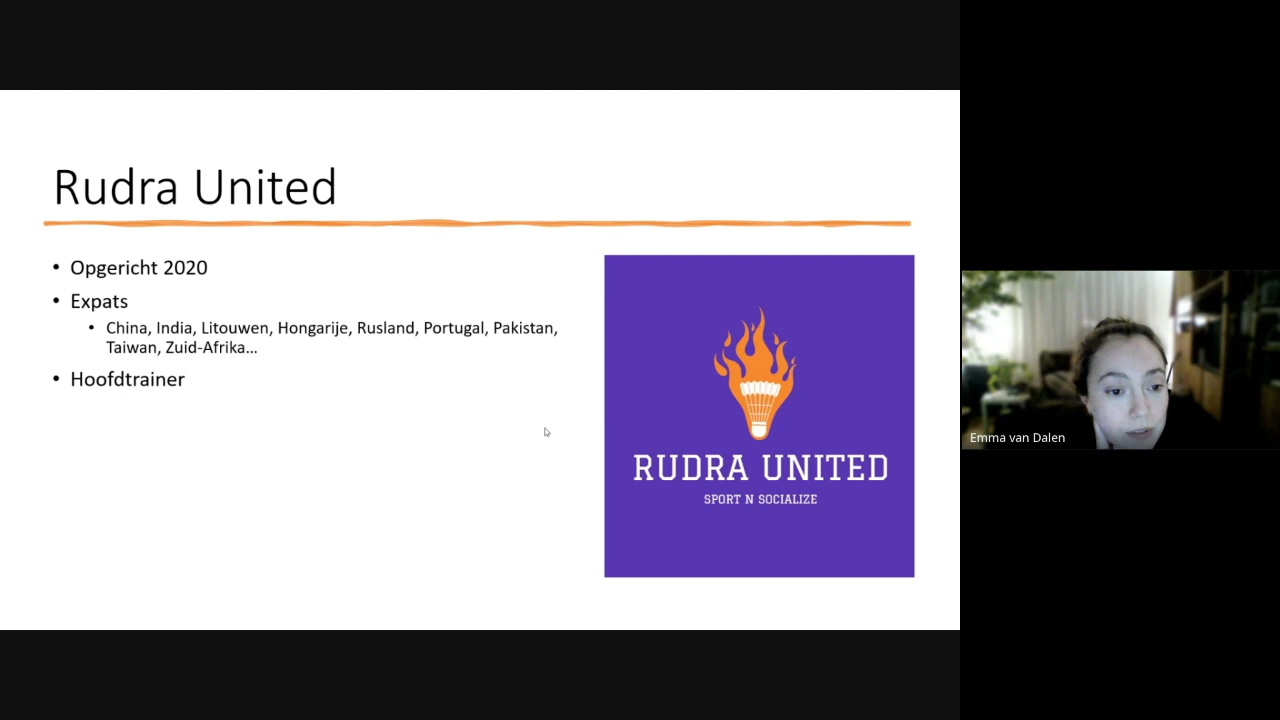 Rudra United
• Opgericht 2020
• Expats
• China, India, Litouwen, Hongarije, Rusland, Portugal, Pakistan,
Taiwan, Zuid-Afrika...
• Hoofdtrainer
RUDRA UNITED
SPORT N SOCIALIZE
Emma van Dalen